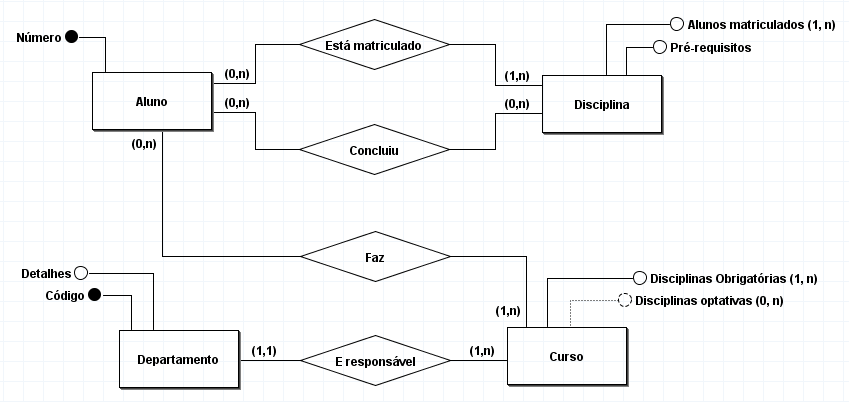 Número
Alunos matriculados (1, n)
Está matriculado
Pré-requisitos
(0,n)
(1,n)
Aluno
Disciplina
(0,n)
(0,n)
(0,n)
Concluiu
Faz
Detalhes
Disciplinas Obrigatórias (1, n)
Código
Disciplinas optativas (0, n)
(1,n)
(1,1)
(1,n)
Departamento
E responsável
Curso